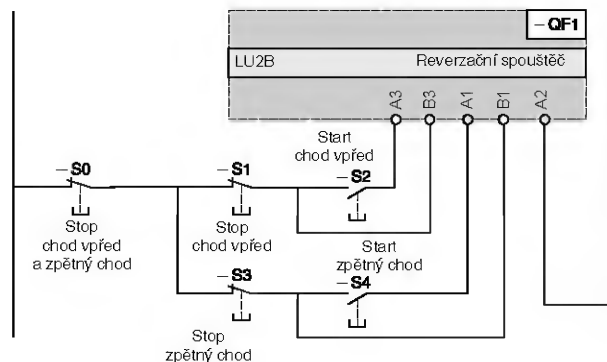 – QF1
LU2B
Reverzační spouštěč
A3
B3
A1
B1
A2
Start
chod vpřed
– S0
– S1
– S2
Stop
chod vpřed
a zpětný chod
Stop
chod vpřed
Start
zpětný chod
– S3
– S4
Stop
zpětný chod